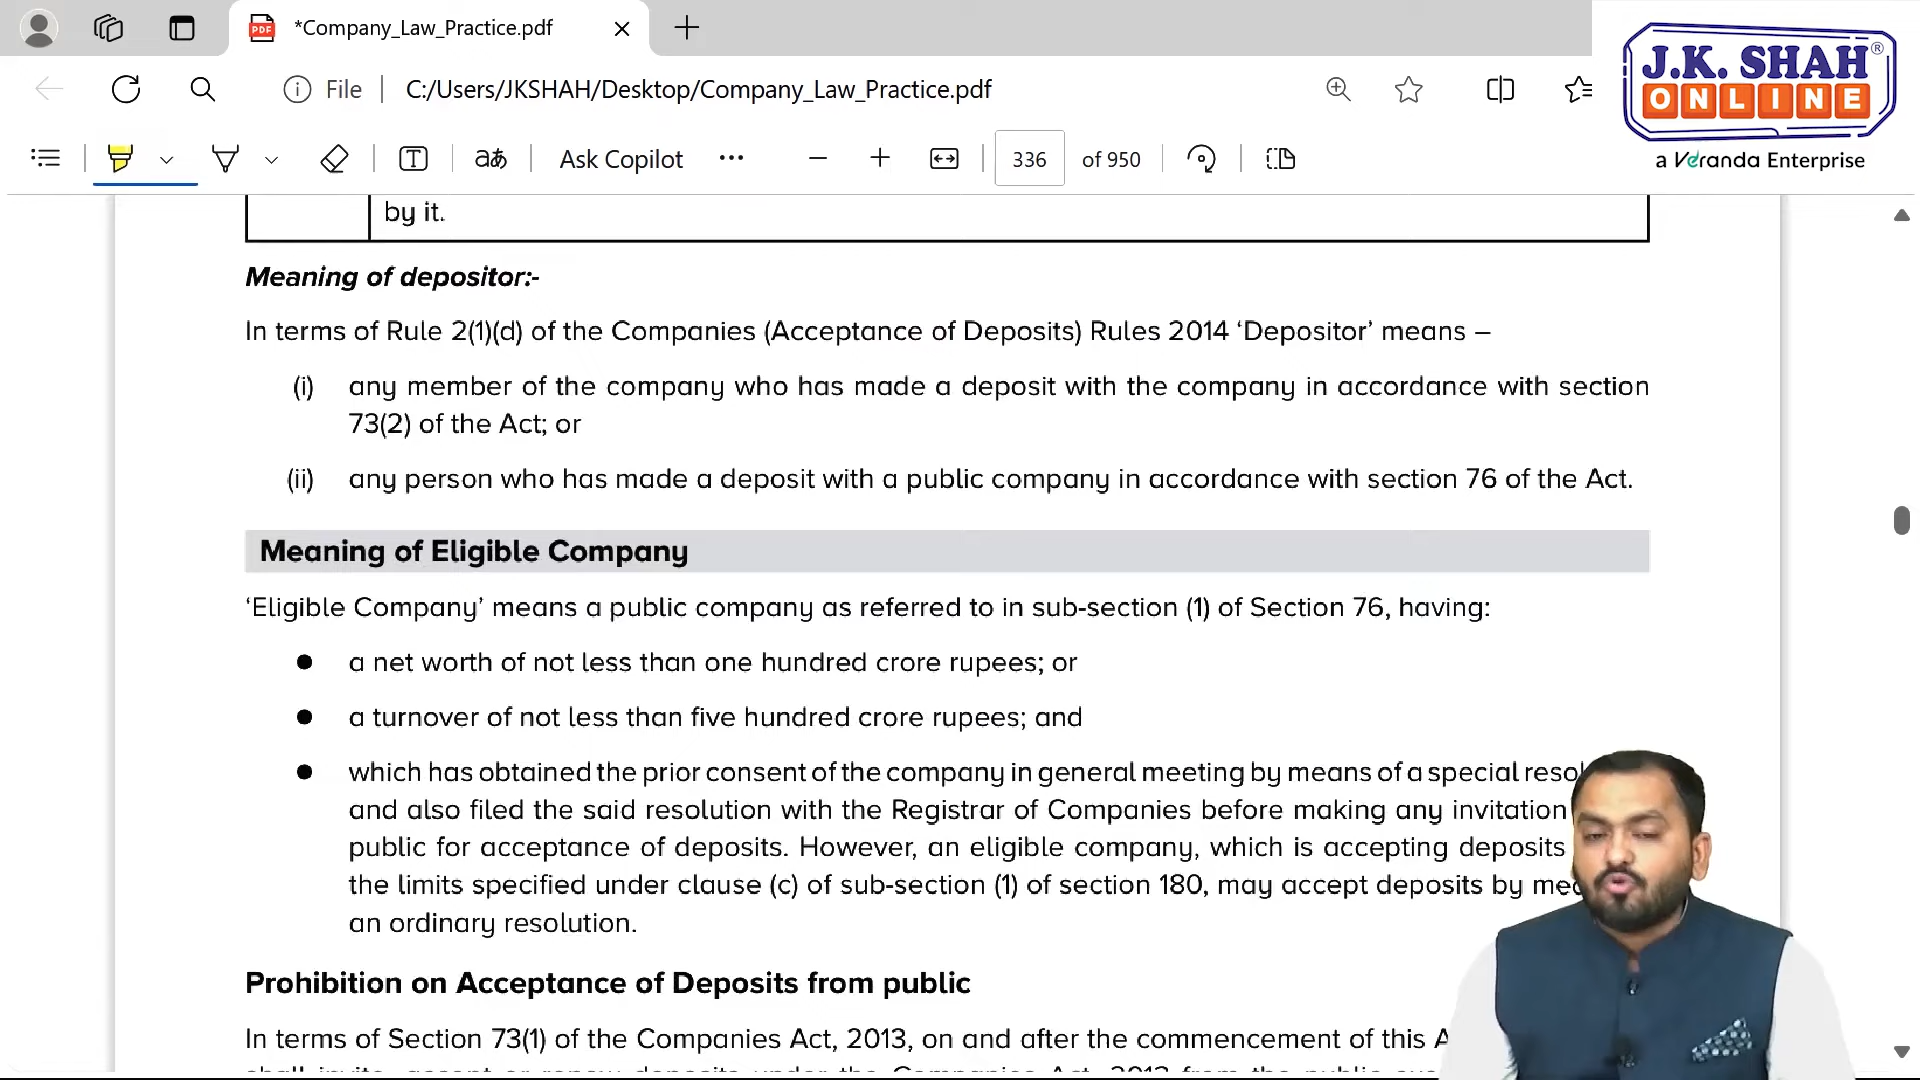 *Company_Law_Practice.pdf
File
C:/Users/JKSHAH/Desktop/Company_Law_Practice.pdf
J.K. SHAH®
ONLINE
a Veranda Enterprise
aあ Ask Copilot 336 of 950
by it.
Meaning of depositor:-
In terms of Rule 2(1)(d) of the Companies (Acceptance of Deposits) Rules 2014 ‘Depositor’ means –
(i) any member of the company who has made a deposit with the company in accordance with section
73(2) of the Act; or
(ii) any person who has made a deposit with a public company in accordance with section 76 of the Act.
Meaning of Eligible Company
‘Eligible Company’ means a public company as referred to in sub-section (1) of Section 76, having:
● a net worth of not less than one hundred crore rupees; or
● a turnover of not less than five hundred crore rupees; and
● which has obtained the prior consent of the company in general meeting by means of a special
and also filed the said resolution with the Registrar of Companies before making any invitation
public for acceptance of deposits. However, an eligible company, which is accepting deposits
the limits specified under clause (c) of sub-section (1) of section 180, may accept deposits by
an ordinary resolution.
Prohibition on Acceptance of Deposits from public
In terms of Section 73(1) of the Companies Act, 2013, on and after the commencement of this